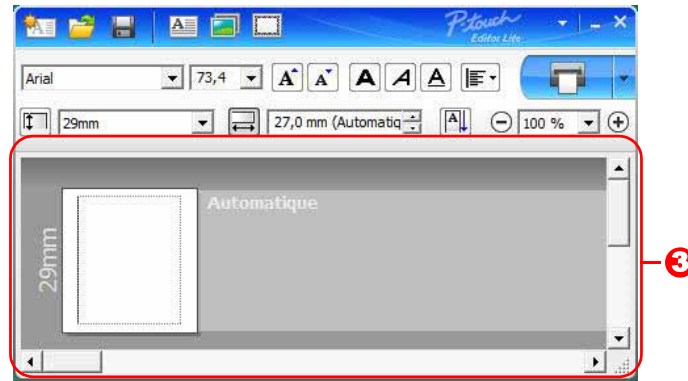 P-touch
Editor Lite
Arial 73,4 A A A A A
29mm 27,0 mm (Automatiq A 100 %
Automatique
29mm
3